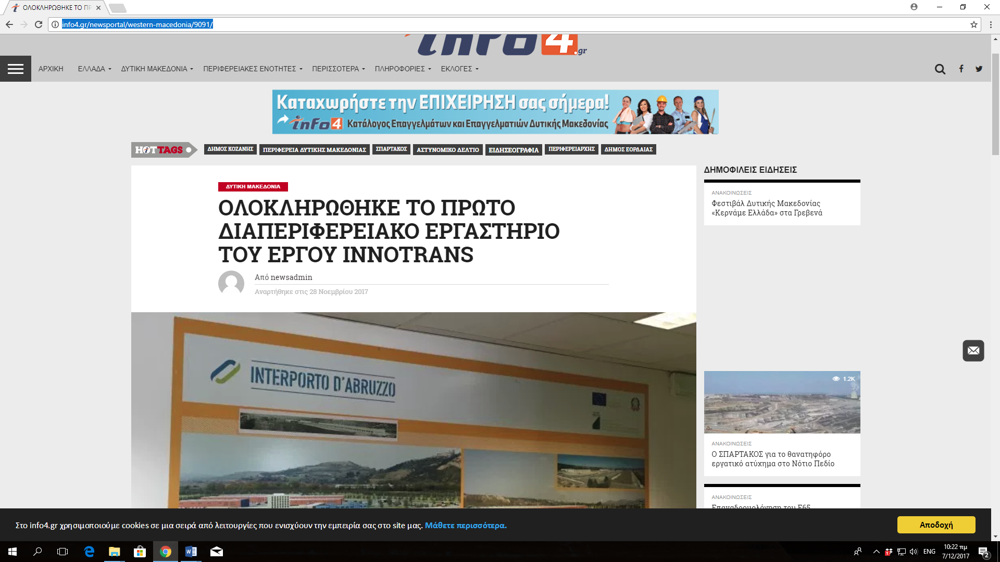 ΟΛΟΚΛΗΡΩΘΗΚΕ ΤΟ ΠΡ
info4.gr/newsportal/western-macedonia/9091/
info4.gr
ΑΡΧΙΚΗ ΕΛΛΑΔΑ ΔΥΤΙΚΗ ΜΑΚΕΔΟΝΙΑ ΠΕΡΙΦΕΡΕΙΑΚΕΣ ΕΝΟΤΗΤΕΣ ΠΕΡΙΣΣΟΤΕΡΑ ΠΛΗΡΟΦΟΡΙΕΣ ΕΚΛΟΓΕΣ
Καταχωρήστε την ΕΠΙΧΕΙΡΗΣΗ σας σήμερα!
info4 Κατάλογος Επαγγελμάτων και Επαγγελματιών Δυτικής Μακεδονίας
HOT TAGS ΔΗΜΟΣ ΚΟΖΑΝΗΣ ΠΕΡΙΦΕΡΕΙΑ ΔΥΤΙΚΗΣ ΜΑΚΕΔΟΝΙΑΣ ΣΠΑΡΤΑΚΟΣ ΑΣΤΥΝΟΜΙΚΟ ΔΕΛΤΙΟ ΕΙΔΗΣΕΟΓΡΑΦΙΑ ΠΕΡΙΦΕΡΕΙΑΡΧΗΣ ΔΗΜΟΣ ΕΟΡΔΑΙΑΣ
ΔΥΤΙΚΗ ΜΑΚΕΔΟΝΙΑ
ΟΛΟΚΛΗΡΩΘΗΚΕ ΤΟ ΠΡΩΤΟ
ΔΙΑΠΕΡΙΦΕΡΕΙΑΚΟ ΕΡΓΑΣΤΗΡΙΟ
ΤΟΥ ΕΡΓΟΥ INNOTRANS
Από newsadmin
Αναρτήθηκε στις 28 Νοεμβρίου 2017
INTERPORTO D'ABRUZZO
ΔΗΜΟΦΙΛΕΙΣ ΕΙΔΗΣΕΙΣ
ΑΝΑΚΟΙΝΩΣΕΙΣ
Φεστιβάλ Δυτικής Μακεδονίας
«Κερνάμε Ελλάδα» στα Γρεβενά
1.2K
ΑΝΑΚΟΙΝΩΣΕΙΣ
Ο ΣΠΑΡΤΑΚΟΣ για το θανατηφόρο
εργατικό ατύχημα στο Νότιο Πεδίο
ΑΝΑΚΟΙΝΩΣΕΙΣ
Επαναδρομολόγηση του Ε65
Στο info4.gr χρησιμοποιούμε cookies σε μια σειρά από λειτουργίες που ενισχύουν την εμπειρία σας στο site μας. Μάθετε περισσότερα.
Αποδοχή
ENG
10:22 πμ
7/12/2017
2